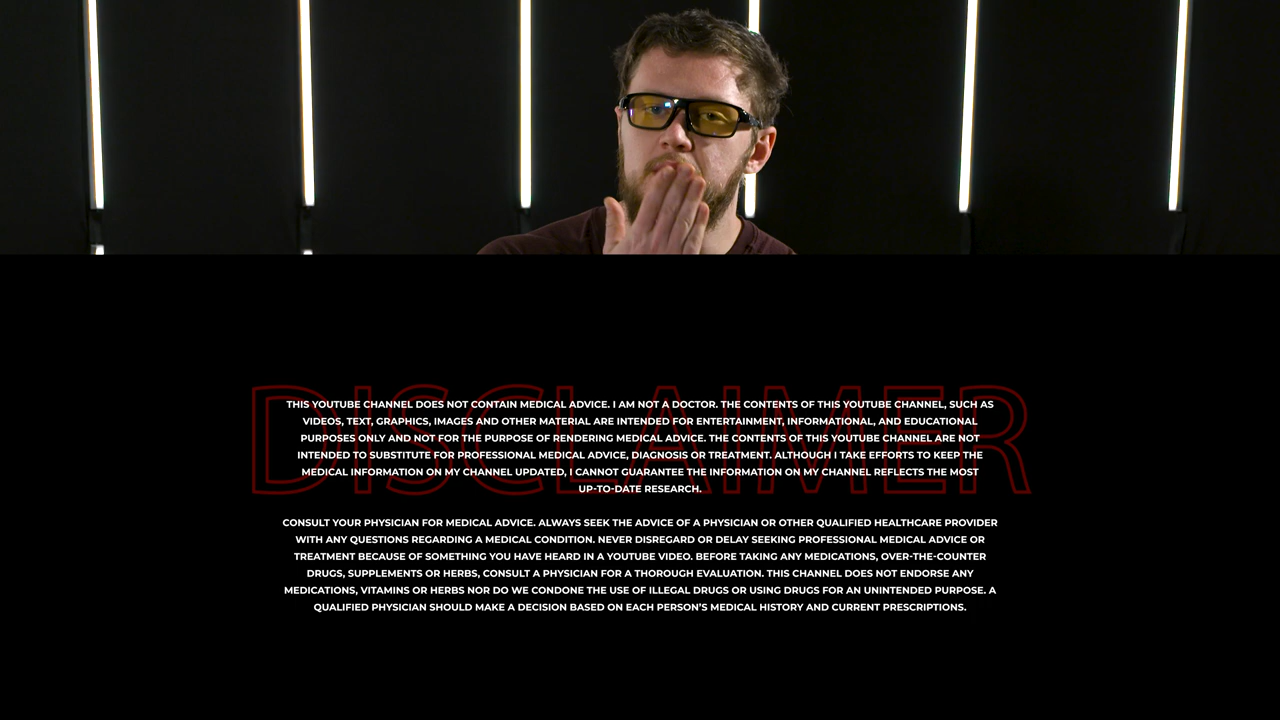 DISCLAIMER
THIS YOUTUBE CHANNEL DOES NOT CONTAIN MEDICAL ADVICE. I AM NOT A DOCTOR. THE CONTENTS OF THIS YOUTUBE CHANNEL, SUCH AS
VIDEOS, TEXT, GRAPHICS, IMAGES AND OTHER MATERIAL ARE INTENDED FOR ENTERTAINMENT, INFORMATIONAL, AND EDUCATIONAL
PURPOSES ONLY AND NOT FOR THE PURPOSE OF RENDERING MEDICAL ADVICE. THE CONTENTS OF THIS YOUTUBE CHANNEL ARE NOT
INTENDED TO SUBSTITUTE FOR PROFESSIONAL MEDICAL ADVICE, DIAGNOSIS OR TREATMENT. ALTHOUGH I TAKE EFFORTS TO KEEP THE
MEDICAL INFORMATION ON MY CHANNEL UPDATED, I CANNOT GUARANTEE THE INFORMATION ON MY CHANNEL REFLECTS THE MOST
UP-TO-DATE RESEARCH.
CONSULT YOUR PHYSICIAN FOR MEDICAL ADVICE. ALWAYS SEEK THE ADVICE OF A PHYSICIAN OR OTHER QUALIFIED HEALTHCARE PROVIDER
WITH ANY QUESTIONS REGARDING A MEDICAL CONDITION. NEVER DISREGARD OR DELAY SEEKING PROFESSIONAL MEDICAL ADVICE OR
TREATMENT BECAUSE OF SOMETHING YOU HAVE HEARD IN A YOUTUBE VIDEO. BEFORE TAKING ANY MEDICATIONS, OVER-THE-COUNTER
DRUGS, SUPPLEMENTS OR HERBS, CONSULT A PHYSICIAN FOR A THOROUGH EVALUATION. THIS CHANNEL DOES NOT ENDORSE ANY
MEDICATIONS, VITAMINS OR HERBS NOR DO WE CONDONE THE USE OF ILLEGAL DRUGS OR USING DRUGS FOR AN UNINTENDED PURPOSE. A
QUALIFIED PHYSICIAN SHOULD MAKE A DECISION BASED ON EACH PERSON'S MEDICAL HISTORY AND CURRENT PRESCRIPTIONS.